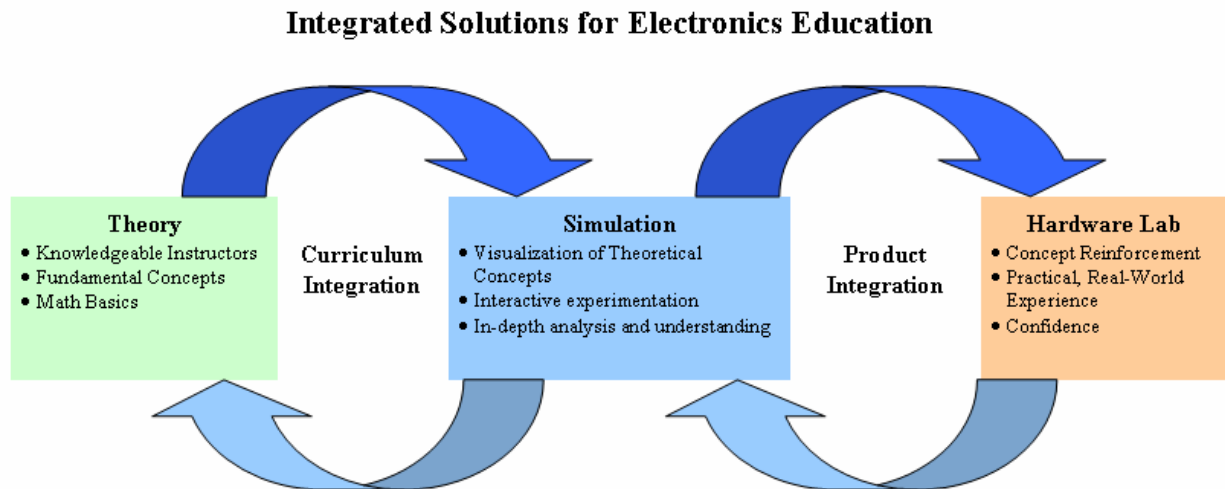 Integrated Solutions for Electronics Education
Theory
• Knowledgeable Instructors
• Fundamental Concepts
• Math Basics
Curriculum
Integration
Simulation
• Visualization of Theoretical
Concepts
• Interactive experimentation
• In-depth analysis and understanding
Product
Integration
Hardware Lab
• Concept Reinforcement
• Practical, Real-World
Experience
• Confidence